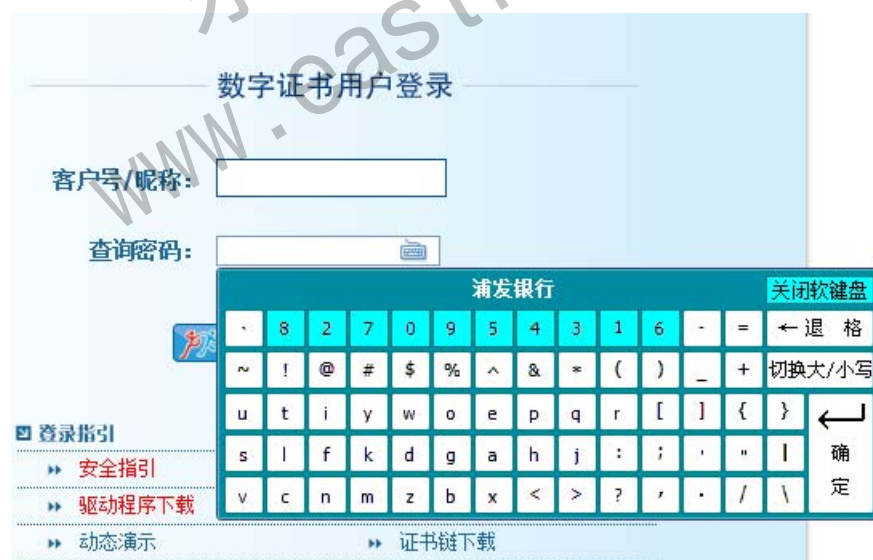 www.east
数字证书用户登录
客户号/昵称：
查询密码：
浦发银行 关闭软键盘
` 8 2 7 0 9 5 4 3 1 6 - = ←退 格
~ ! @ # $ % ^ & * ( ) _ + 切换大/小写
u t i y w o e p q r [ ] { }
s l f k d g a h j : ; ' " | 确
v c n m z b x < > ? , . / \ 定
登录指引
安全指引
驱动程序下载
动态演示 证书链下载